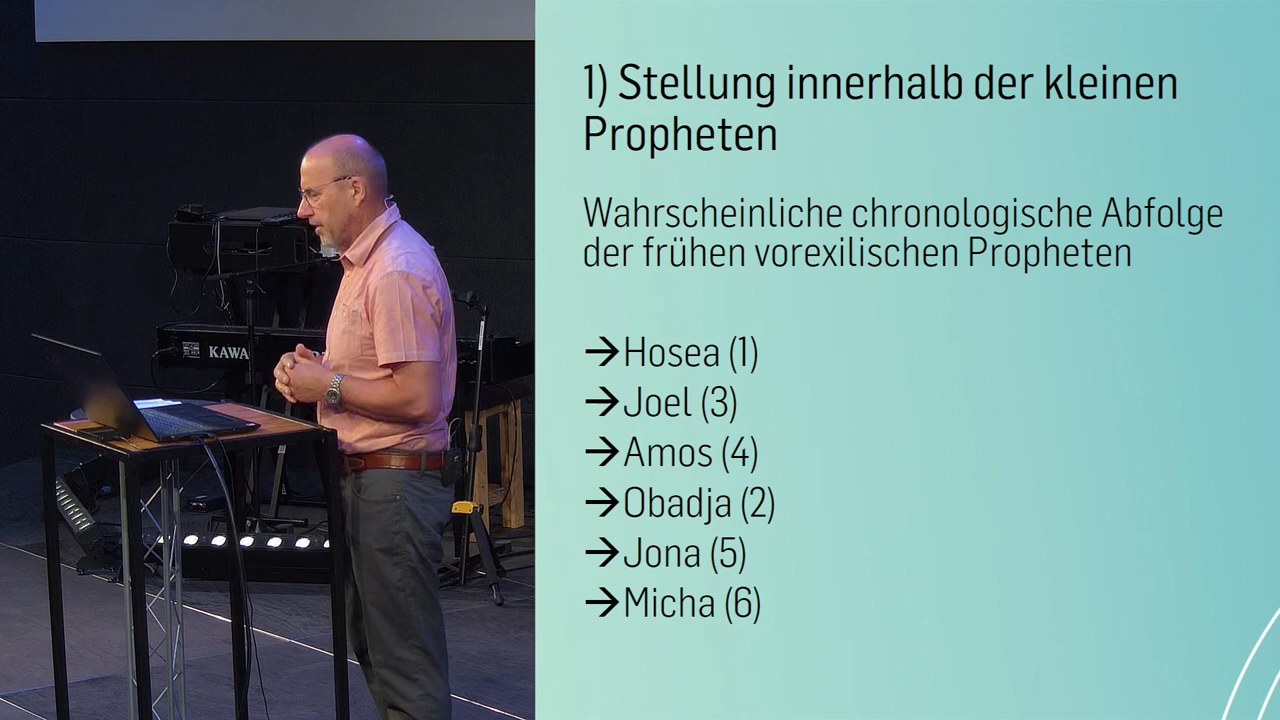 1) Stellung innerhalb der kleinen
Propheten
Wahrscheinliche chronologische Abfolge
der frühen vorexilischen Propheten
→Hosea (1)
→Joel (3)
→Amos (4)
→Obadja (2)
→Jona (5)
→Micha (6)
KAWA